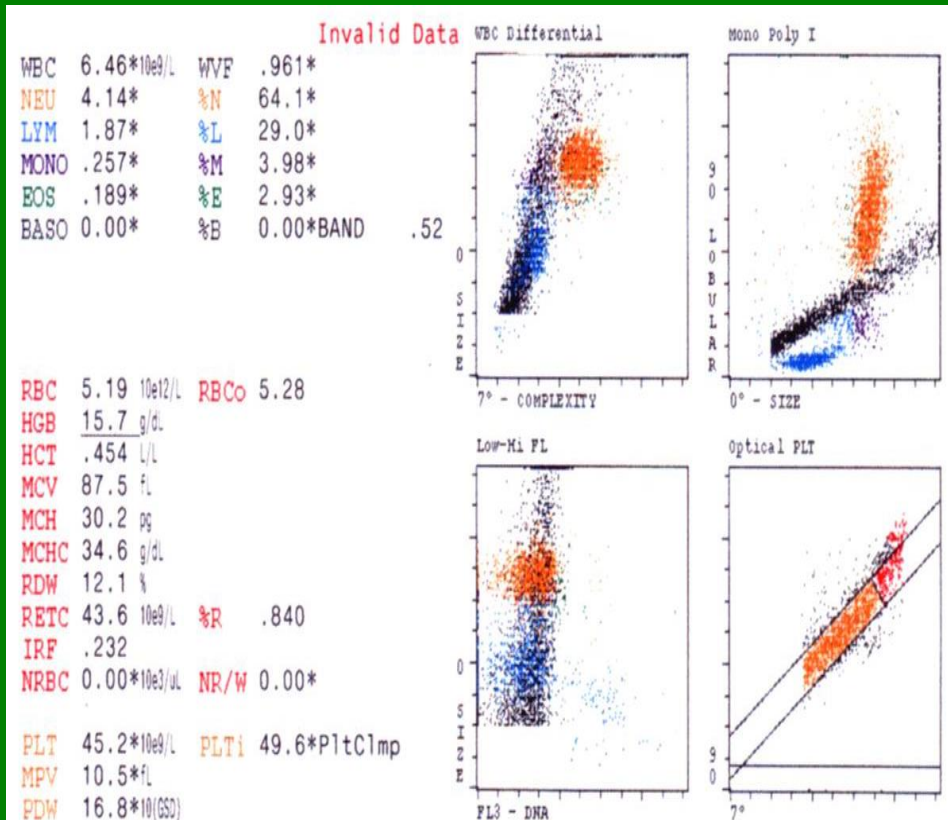 Invalid Data
WBC 6.46*10e9/L WVF .961*
NEU 4.14* %N 64.1*
LYM 1.87* %L 29.0*
MONO .257* %M 3.98*
EOS .189* %E 2.93*
BASO 0.00* %B 0.00*BAND .52
RBC 5.19 10e12/L RBCo 5.28
HGB 15.7 g/dL
HCT .454 L/L
MCV 87.5 fL
MCH 30.2 pg
MCHC 34.6 g/dL
RDW 12.1 %
RETC 43.6 10e9/L %R .840
IRF .232
NRBC 0.00*10e3/uL NR/W 0.00*
PLT 45.2*10e9/L PLTi 49.6*PltClmp
MPV 10.5*fL
PDW 16.8*10(GSD)
WBC Differential
0 SIZE
7° - COMPLEXITY
Mono Poly I
90 LOBULAR
0° - SIZE
Low-Hi FL
0 SIZE
FL3 - DNA
Optical PLT
90
7°